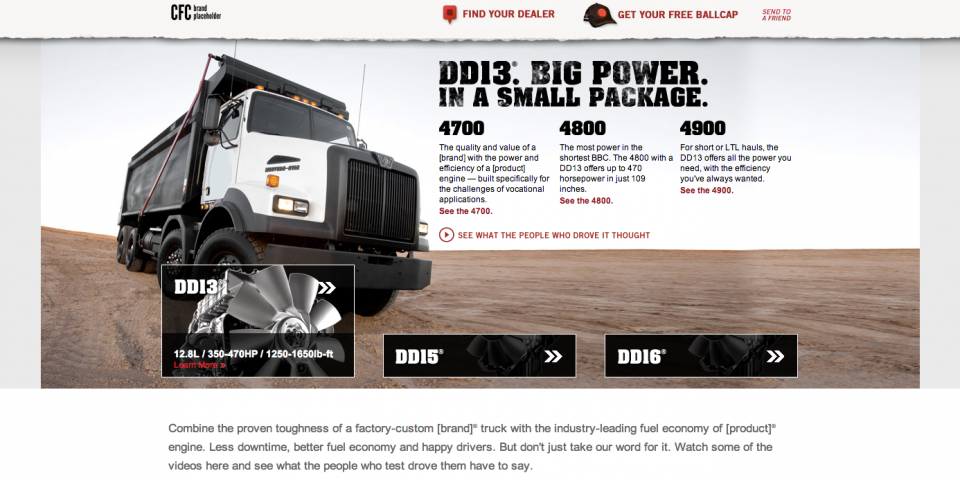 CFC brand
placeholder
FIND YOUR DEALER
GET YOUR FREE BALLCAP
SEND TO
A FRIEND
DD13®. BIG POWER.
IN A SMALL PACKAGE.
4700
The quality and value of a
[brand] with the power and
efficiency of a [product]
engine — built specifically for
the challenges of vocational
applications.
See the 4700.
4800
The most power in the
shortest BBC. The 4800 with a
DD13 offers up to 470
horsepower in just 109
inches.
See the 4800.
4900
For short or LTL hauls, the
DD13 offers all the power you
need, with the efficiency
you've always wanted.
See the 4900.
SEE WHAT THE PEOPLE WHO DROVE IT THOUGHT
WESTERN STAR
DD13
12.8L / 350-470HP / 1250-1650lb-ft
Learn More »
DD15®
DD16®
Combine the proven toughness of a factory-custom [brand]® truck with the industry-leading fuel economy of [product]®
engine. Less downtime, better fuel economy and happy drivers. But don't just take our word for it. Watch some of the
videos here and see what the people who test drove them have to say.